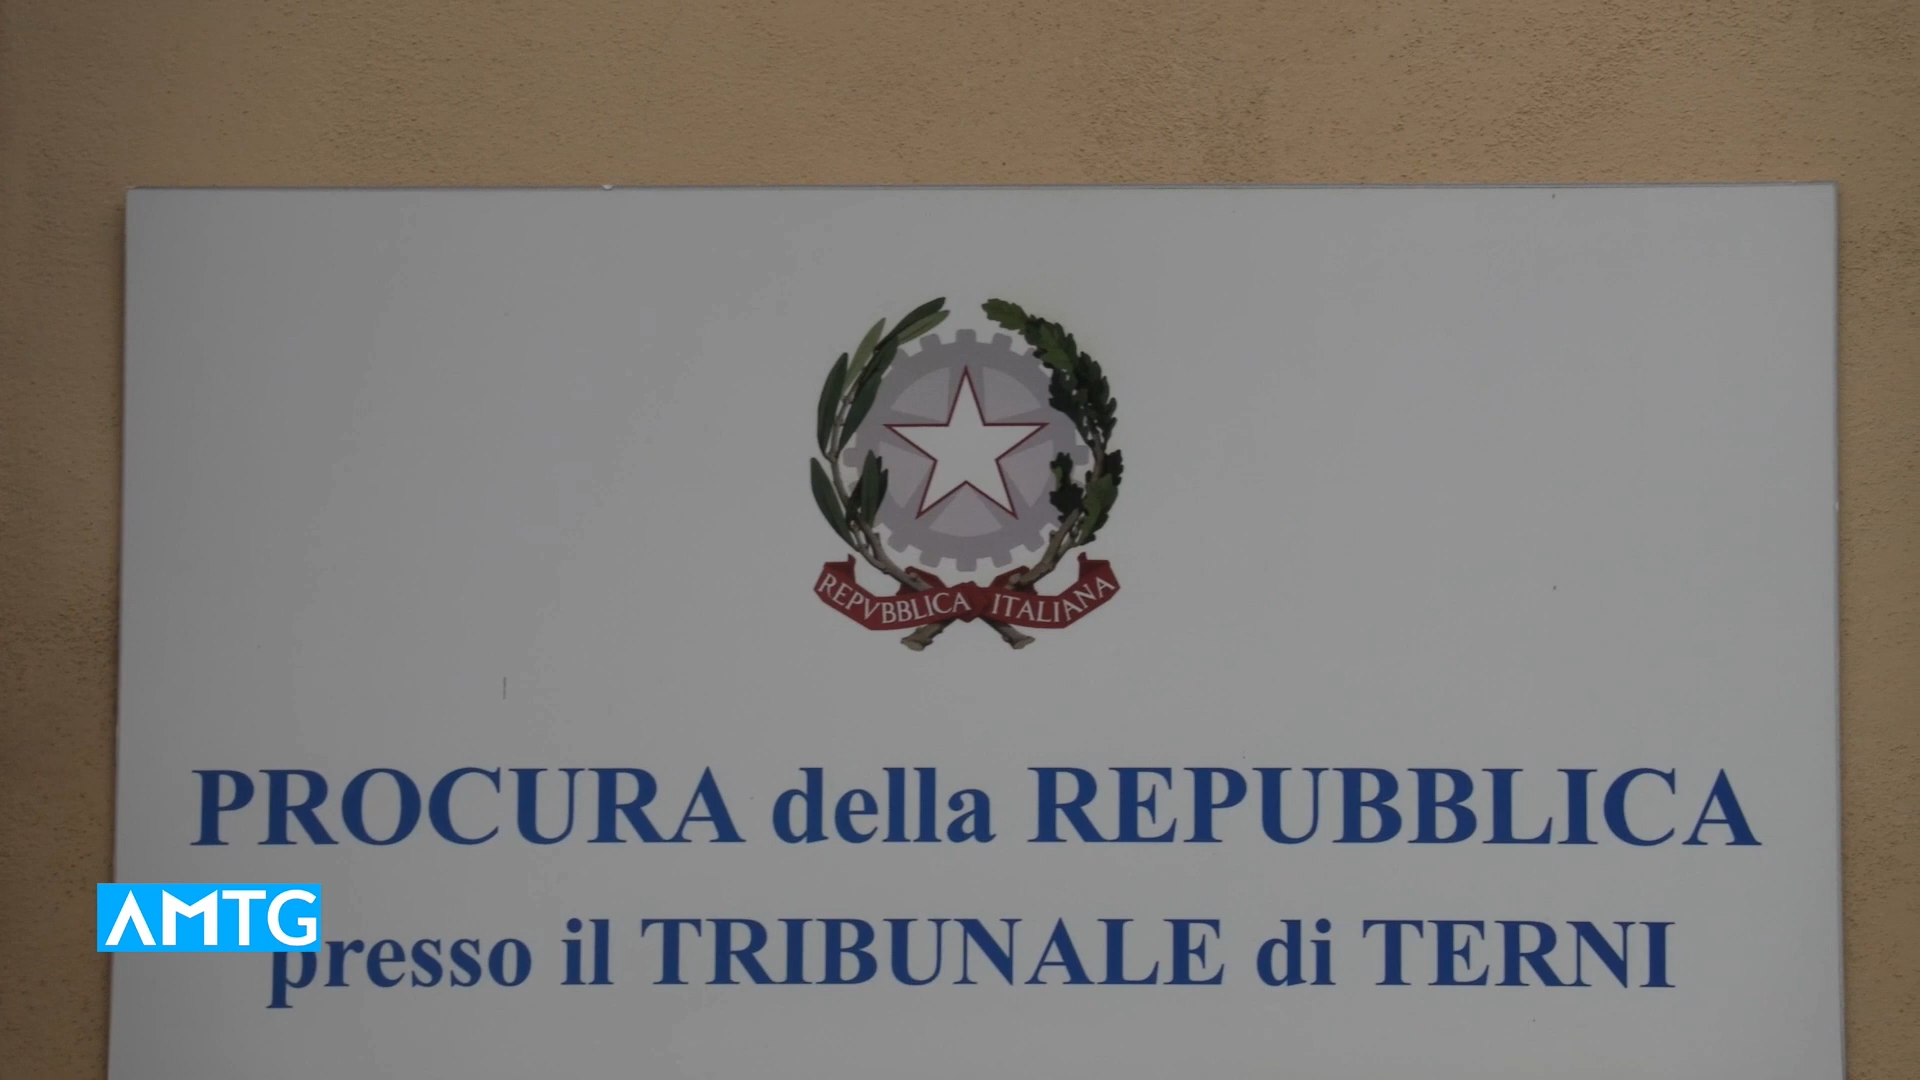 REPVBBLICA ITALIANA
PROCURA della REPUBBLICA
AMTG
presso il TRIBUNALE di TERNI